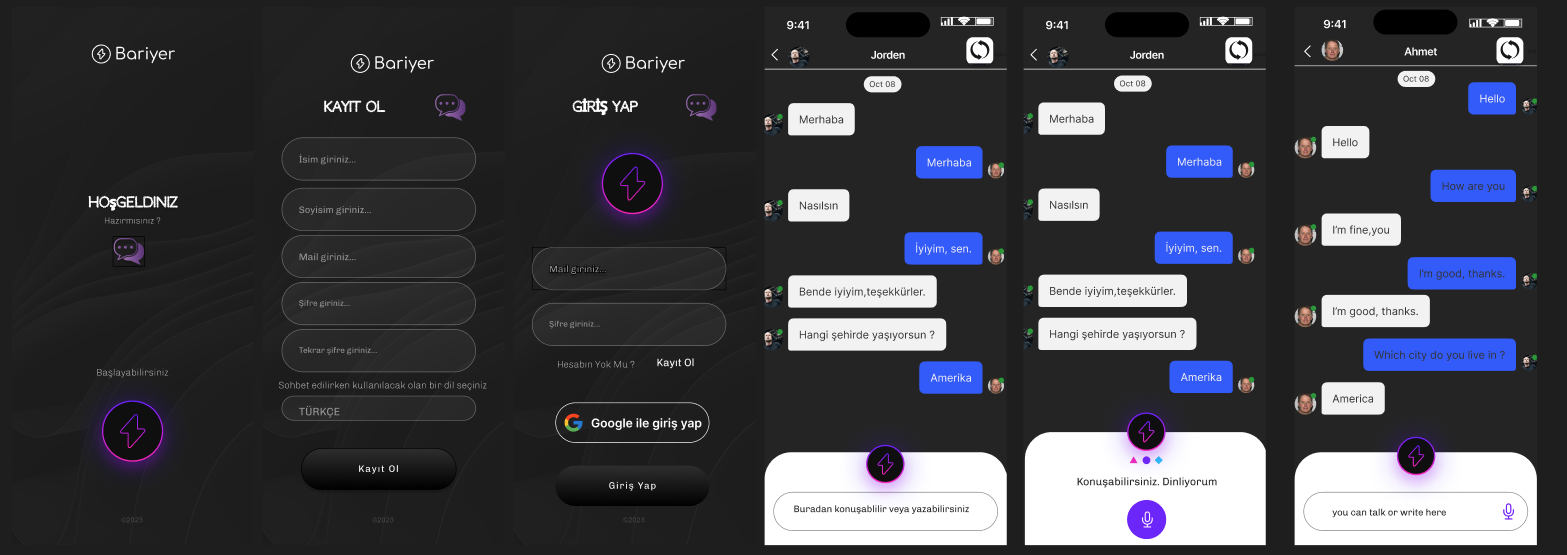 Bariyer
HOşGELDINIZ
Hazırmısınız ?
Başlayabilirsiniz
Bariyer
KAYIT OL
İsim giriniz...
Soyisim giriniz...
Mail giriniz...
Şifre giriniz...
Tekrar şifre giriniz...
Sohbet edilirken kullanılacak olan bir dil seçiniz
TÜRKÇE
Kayıt Ol
©2023
Bariyer
GİRİŞ YAP
Mail giriniz...
Şifre giriniz...
Hesabın Yok Mu ? Kayıt Ol
Google ile giriş yap
Giriş Yap
©2023
9:41
Jorden
Oct 08
Merhaba
Merhaba
Nasılsın
İyiyim, sen.
Bende iyiyim,teşekkürler.
Hangi şehirde yaşıyorsun ?
Amerika
Buradan konuşablilir veya yazabilirsiniz
9:41
Jorden
Oct 08
Merhaba
Merhaba
Nasılsın
İyiyim, sen.
Bende iyiyim,teşekkürler.
Hangi şehirde yaşıyorsun ?
Amerika
Konuşabilirsiniz. Dinliyorum
9:41
Ahmet
Oct 08
Hello
Hello
How are you
I'm fine,you
I'm good, thanks.
I'm good, thanks.
Which city do you live in ?
America
you can talk or write here